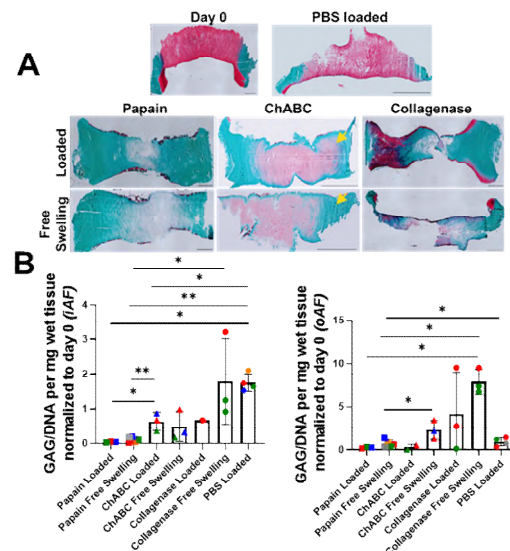 Day 0
PBS loaded
A
Papain
ChABC
Collagenase
Loaded
Free
Swelling
B
GAG/DNA per mg wet tissue
normalized to day 0 (iAF)
4
3
2
1
0
*
*
**
*
**
*
Papain Loaded
Papain Free Swelling
ChABC Loaded
ChABC Free Swelling
Collagenase Loaded
Collagenase Free Swelling
PBS Loaded
GAG/DNA per mg wet tissue
normalized to day 0 (oAF)
15
10
5
0
*
*
*
*
Papain Loaded
Papain Free Swelling
ChABC Loaded
ChABC Free Swelling
Collagenase Loaded
Collagenase Free Swelling
PBS Loaded